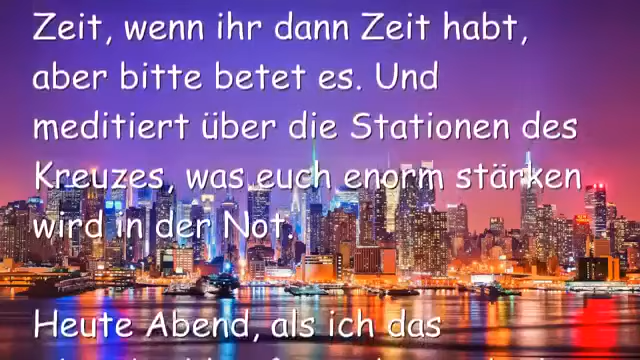 Zeit, wenn ihr dann Zeit habt,
aber bitte betet es. Und
meditiert über die Stationen des
Kreuzes, was euch enorm stärken
wird in der Not.
Heute Abend, als ich das